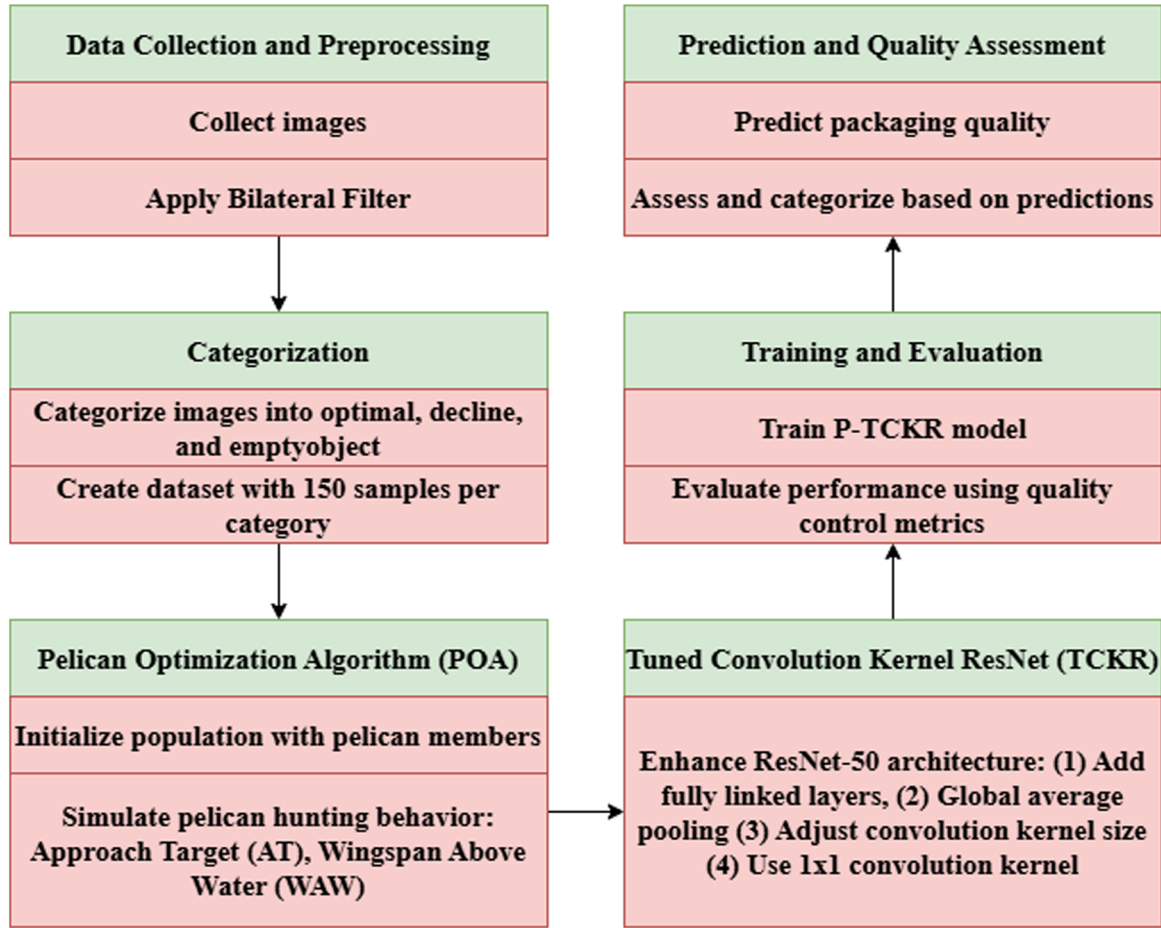 Data Collection and Preprocessing
Collect images
Apply Bilateral Filter
Categorization
Categorize images into optimal, decline,
and emptyobject
Create dataset with 150 samples per
category
Pelican Optimization Algorithm (POA)
Initialize population with pelican members
Simulate pelican hunting behavior:
Approach Target (AT), Wingspan Above
Water (WAW)
Tuned Convolution Kernel ResNet (TCKR)
Enhance ResNet-50 architecture: (1) Add
fully linked layers, (2) Global average
pooling (3) Adjust convolution kernel size
(4) Use 1x1 convolution kernel
Training and Evaluation
Train P-TCKR model
Evaluate performance using quality
control metrics
Prediction and Quality Assessment
Predict packaging quality
Assess and categorize based on predictions